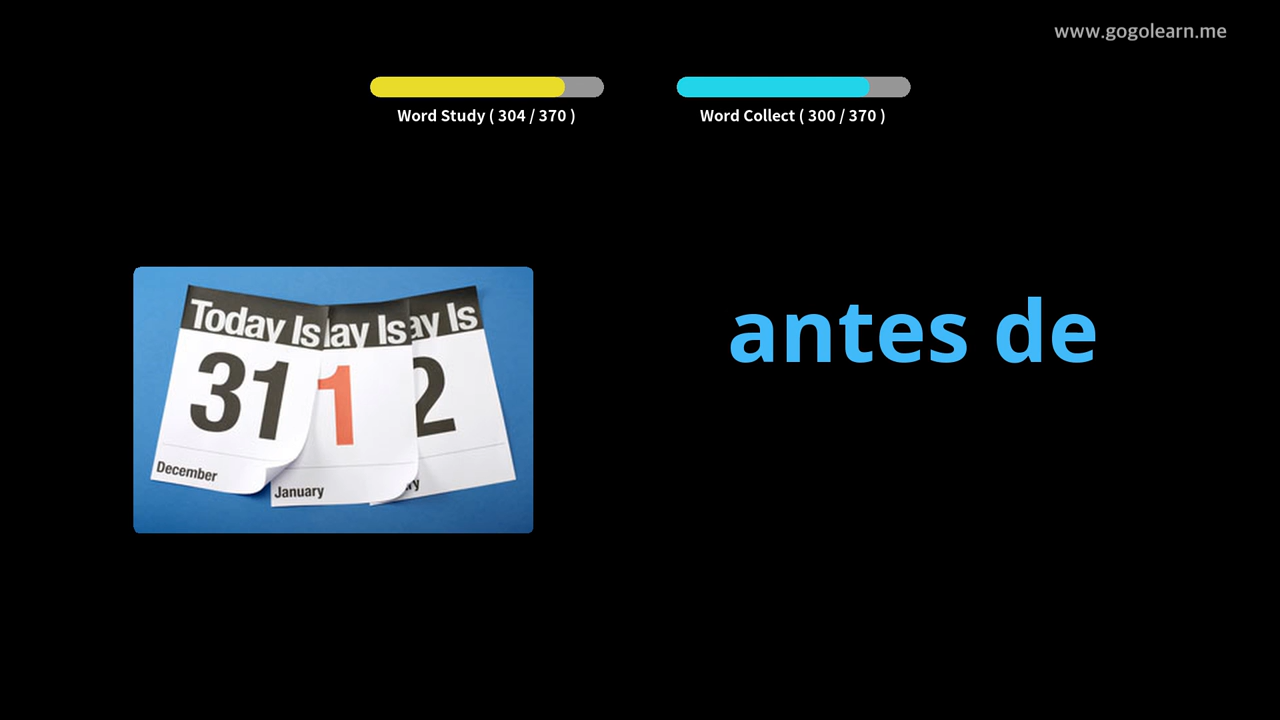 www.gogolearn.me
Word Study ( 304 / 370 )
Word Collect ( 300 / 370 )
Today Is
ay Is
ay Is
31
1
2
December
January
ry
antes de